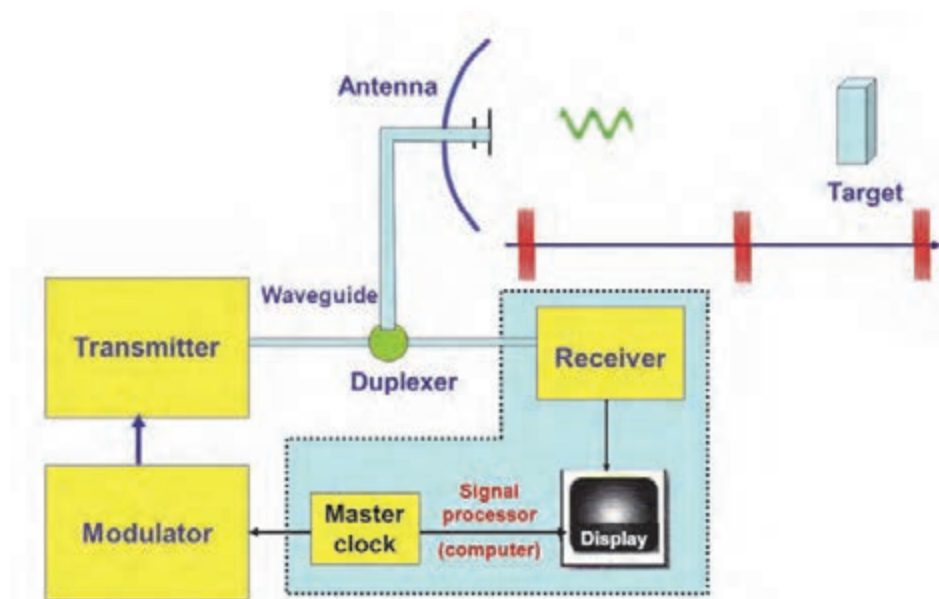 Antenna
Target
Waveguide
Transmitter
Duplexer
Receiver
Modulator
Master
clock
Signal
processor
(computer)
Display